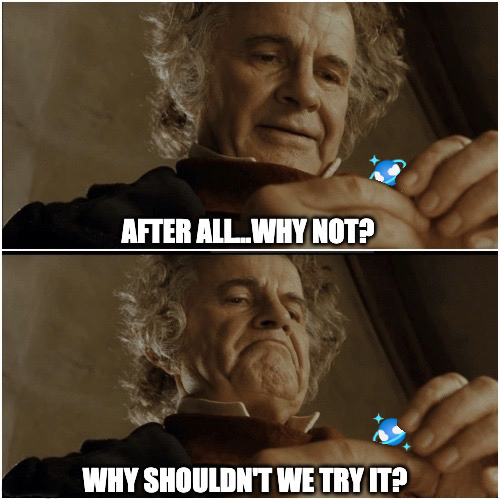 AFTER ALL...WHY NOT?
WHY SHOULDN'T WE TRY IT?